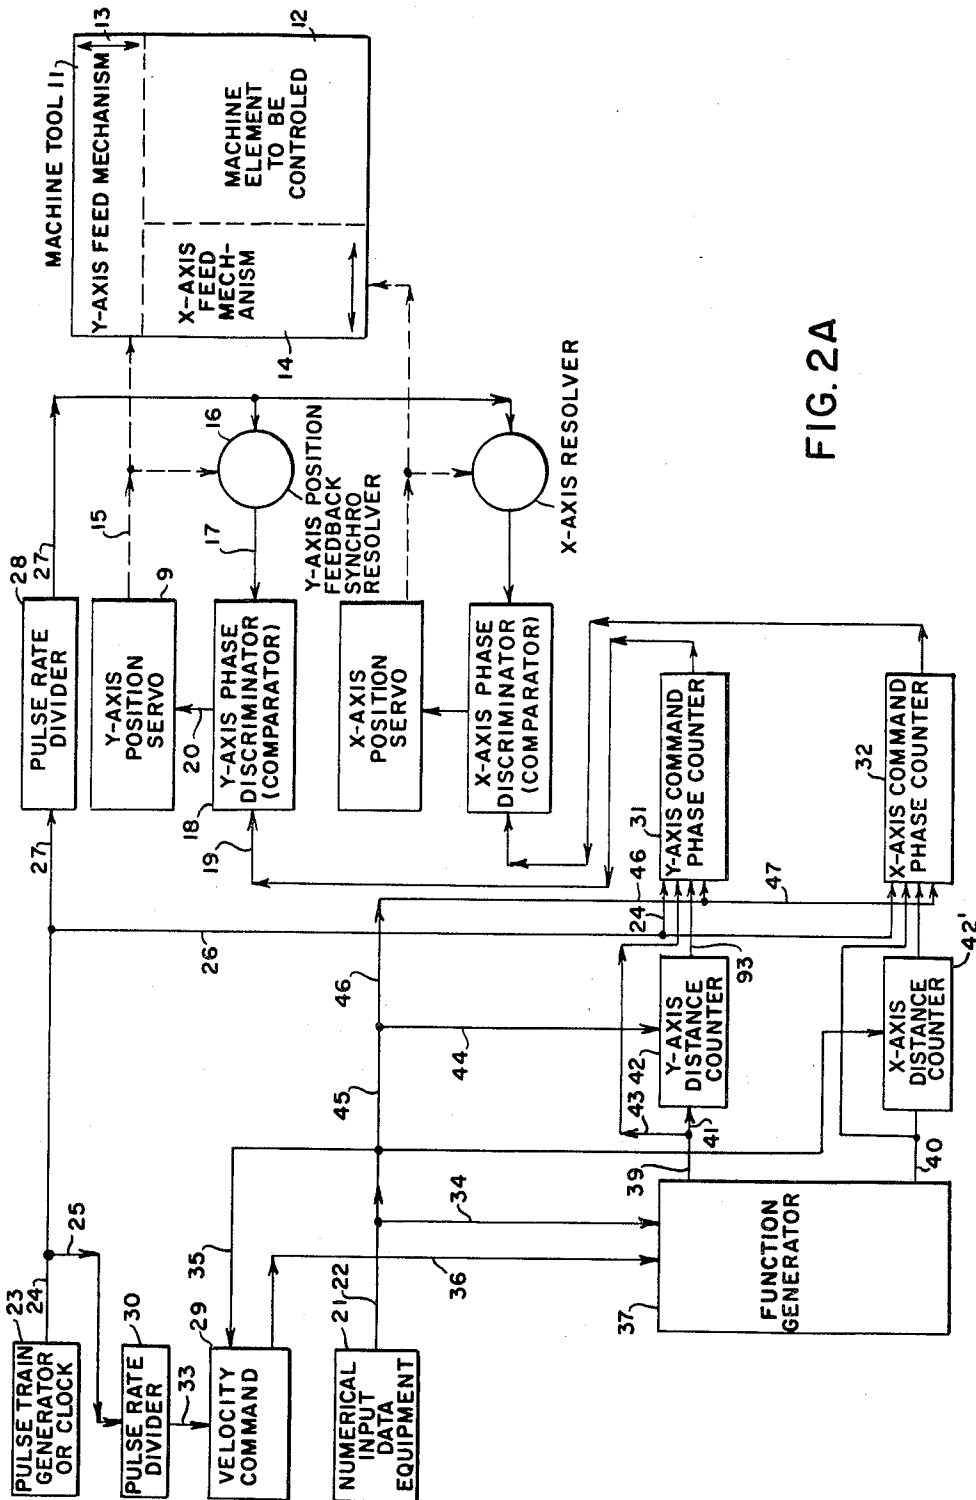 MACHINE TOOL 11
13
Y-AXIS FEED MECHANISM
12
X-AXIS
FEED
MECH-
ANISM
MACHINE
ELEMENT
TO BE
CONTROLED
14
28
27
PULSE RATE
DIVIDER
27
15
9
Y-AXIS
POSITION
SERVO
16
17
Y-AXIS POSITION
FEEDBACK
SYNCHRO
RESOLVER
20
18
Y-AXIS PHASE
DISCRIMINATOR
(COMPARATOR)
19
X-AXIS
POSITION
SERVO
X-AXIS RESOLVER
X-AXIS PHASE
DISCRIMINATOR
(COMPARATOR)
FIG. 2A
31
Y-AXIS COMMAND
PHASE COUNTER
32
X-AXIS COMMAND
PHASE COUNTER
24
46
47
26
46
93
44
42
Y-AXIS
DISTANCE
COUNTER
42'
X-AXIS
DISTANCE
COUNTER
45
43
41
39
40
23
24
PULSE TRAIN
GENERATOR
OR CLOCK
25
30
PULSE RATE
DIVIDER
33
35
29
VELOCITY
COMMAND
34
36
21
22
NUMERICAL
INPUT
DATA
EQUIPMENT
37
FUNCTION
GENERATOR